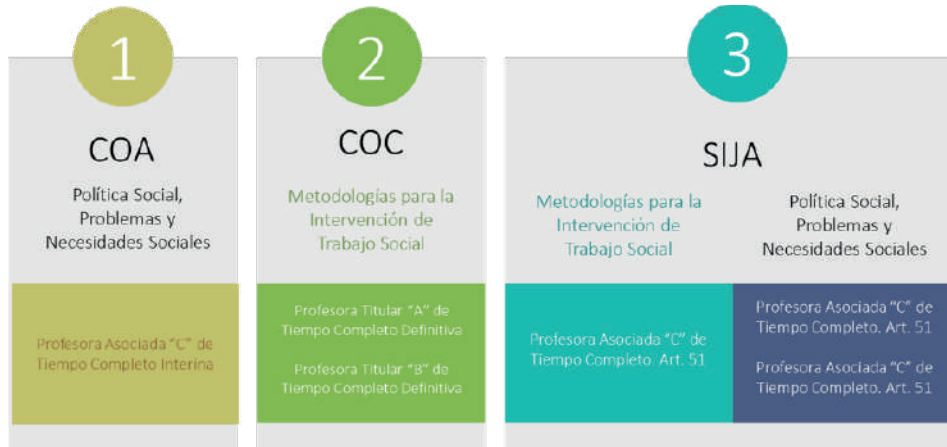 1
COA
Política Social,
Problemas y
Necesidades Sociales
Profesora Asociada "C" de
Tiempo Completo Interina
2
COC
Metodologías para la
Intervención de
Trabajo Social
Profesora Titular "A" de
Tiempo Completo Definitiva
Profesora Titular "B" de
Tiempo Completo Definitiva
3
SIJA
Metodologías para la
Intervención de
Trabajo Social
Profesora Asociada "C" de
Tiempo Completo. Art. 51
Política Social,
Problemas y
Necesidades Sociales
Profesora Asociada "C" de
Tiempo Completo. Art. 51
Profesora Asociada "C" de
Tiempo Completo. Art. 51